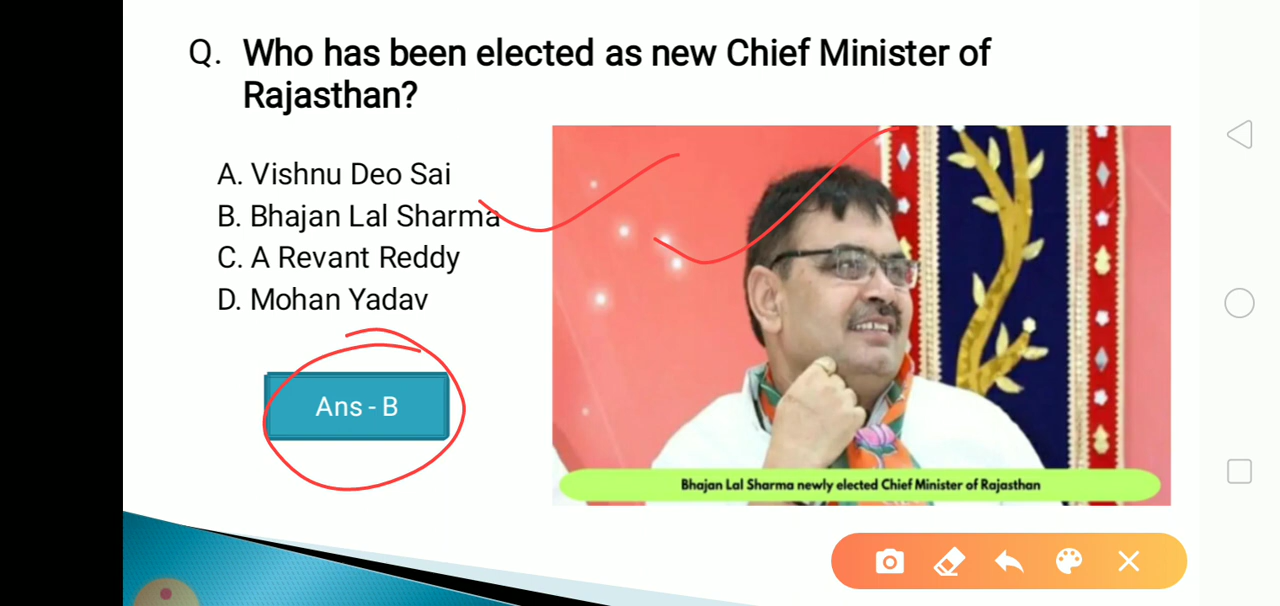 Q. Who has been elected as new Chief Minister of
Rajasthan?
A. Vishnu Deo Sai
B. Bhajan Lal Sharma
C. A Revant Reddy
D. Mohan Yadav
Ans - B
Bhajan Lal Sharma newly elected Chief Minister of Rajasthan